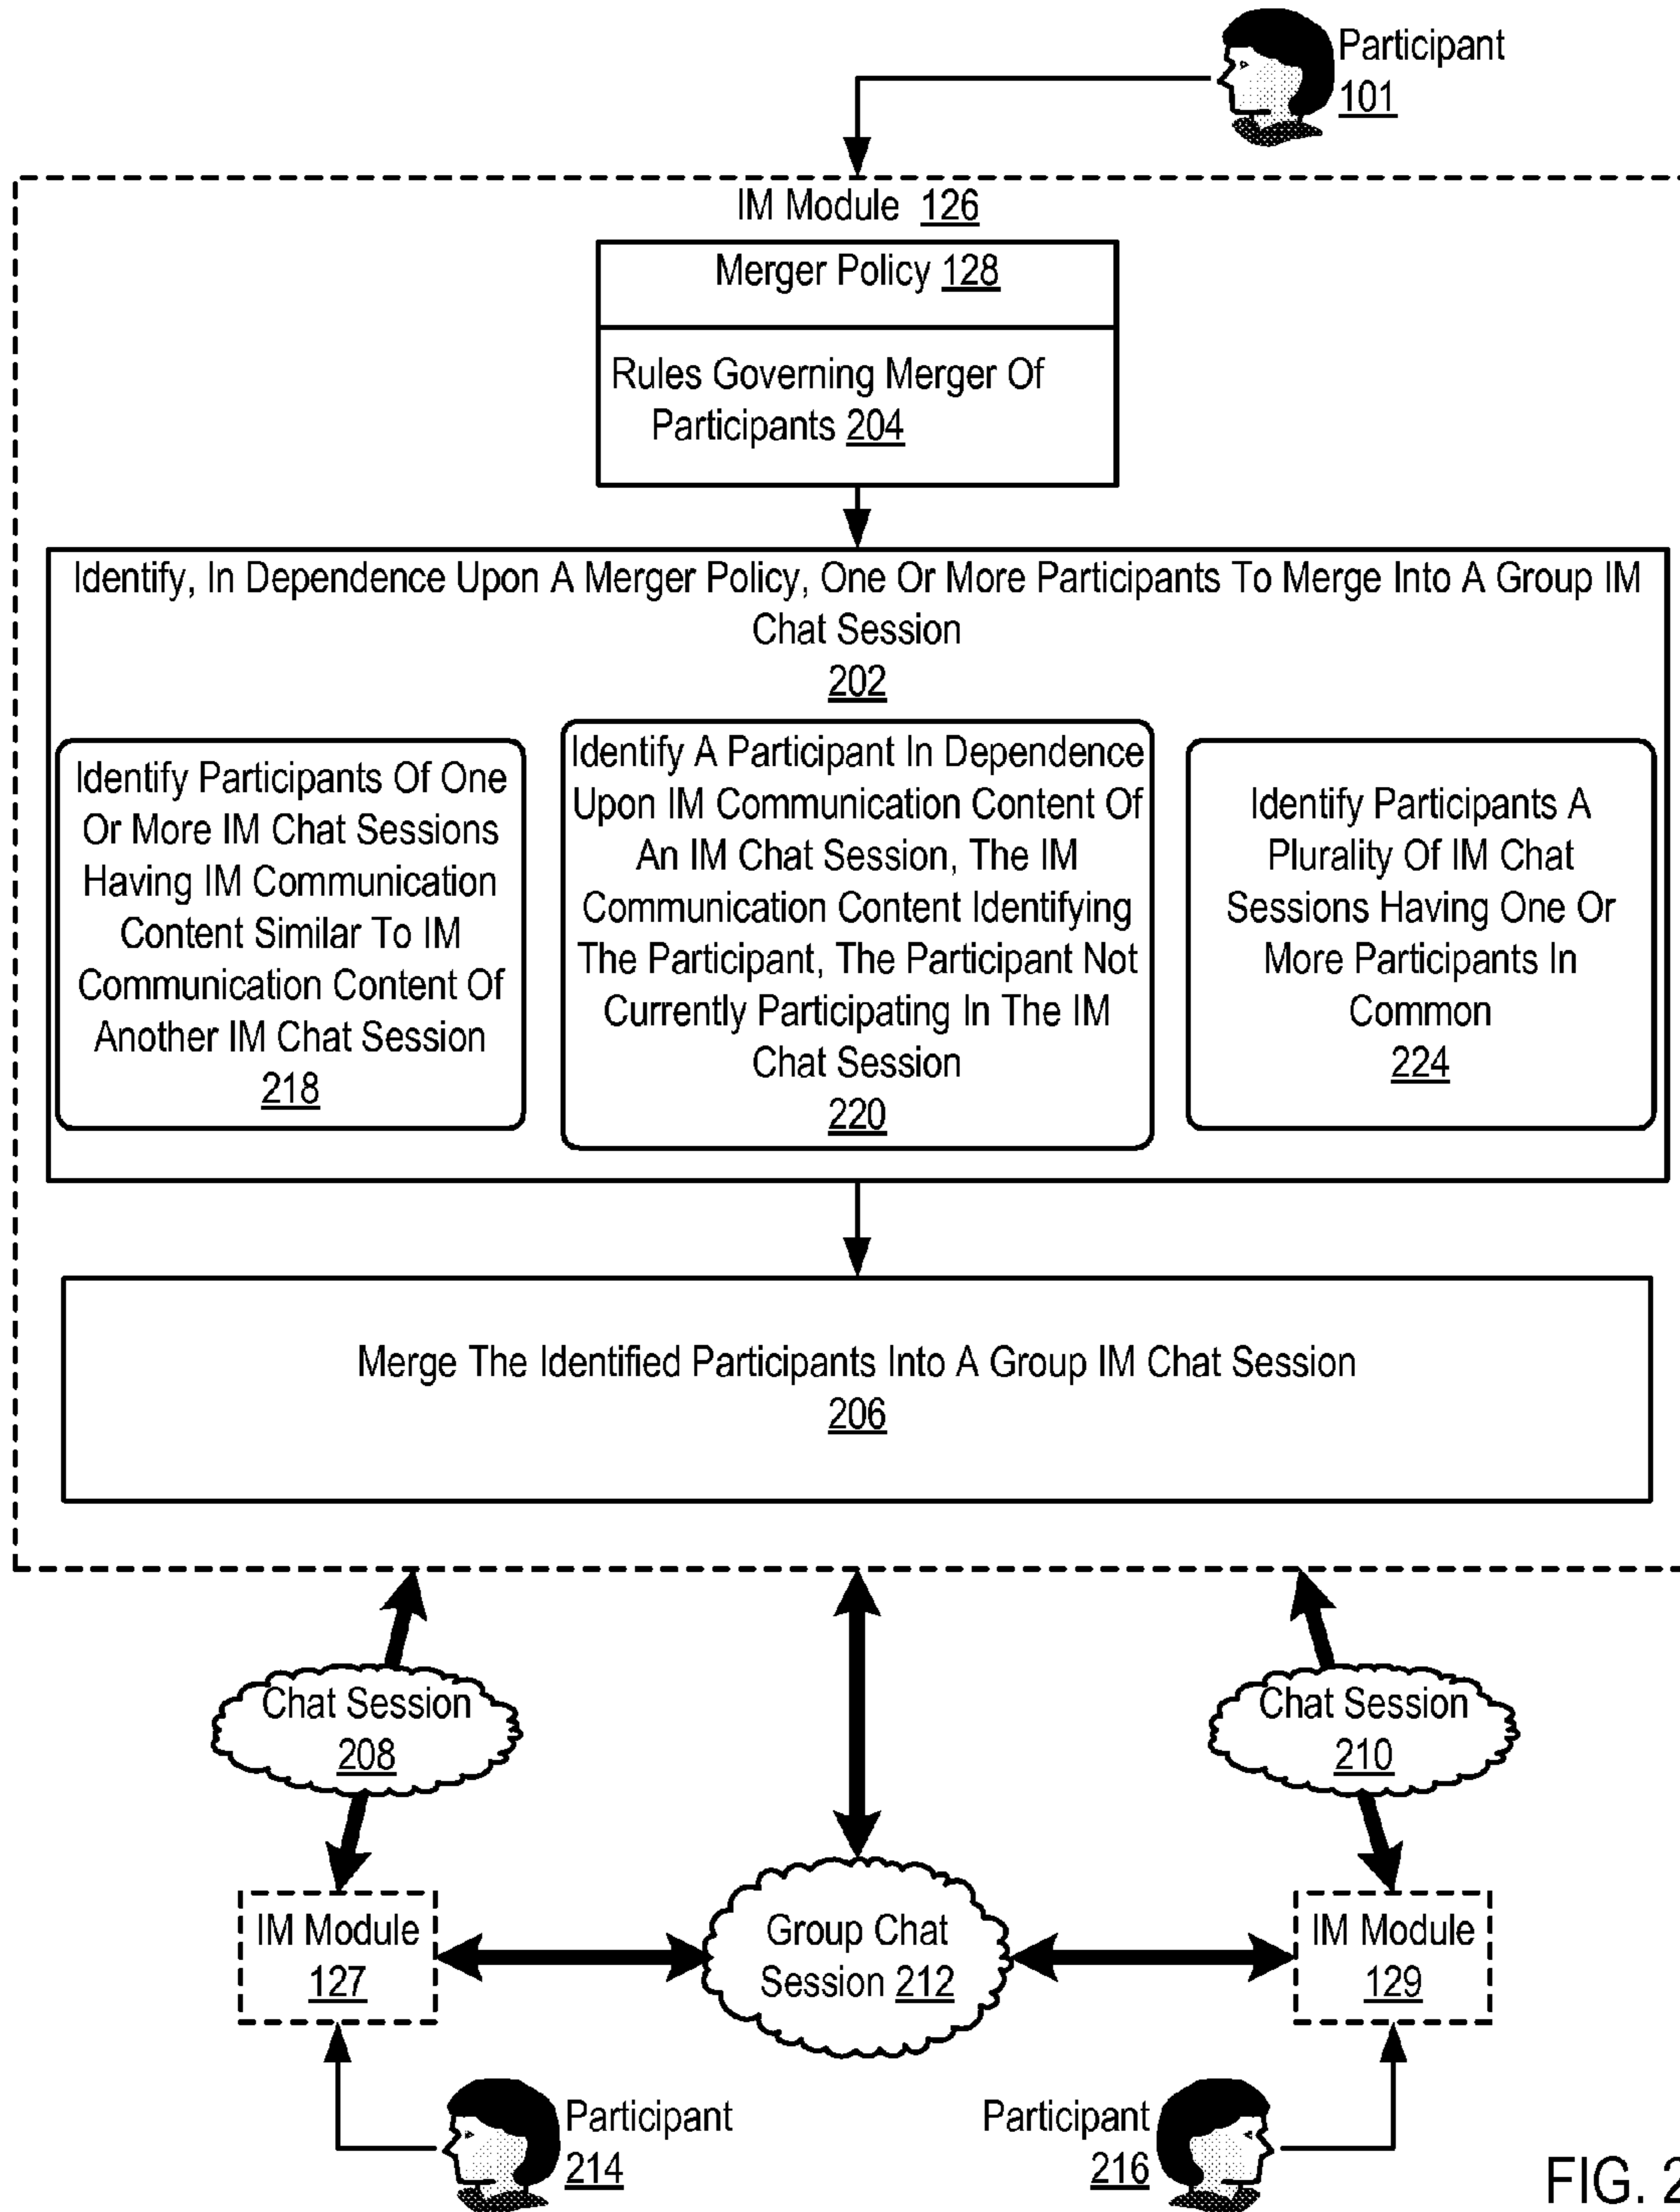 Participant
101
IM Module 126
Merger Policy 128
Rules Governing Merger Of
Participants 204
Identify, In Dependence Upon A Merger Policy, One Or More Participants To Merge Into A Group IM
Chat Session
202
Identify Participants Of One
Or More IM Chat Sessions
Having IM Communication
Content Similar To IM
Communication Content Of
Another IM Chat Session
218
Identify A Participant In Dependence
Upon IM Communication Content Of
An IM Chat Session, The IM
Communication Content Identifying
The Participant, The Participant Not
Currently Participating In The IM
Chat Session
220
Identify Participants A
Plurality Of IM Chat
Sessions Having One Or
More Participants In
Common
224
Merge The Identified Participants Into A Group IM Chat Session
206
Chat Session
208
Chat Session
210
IM Module
127
Group Chat
Session 212
IM Module
129
Participant
214
Participant
216
FIG. 2